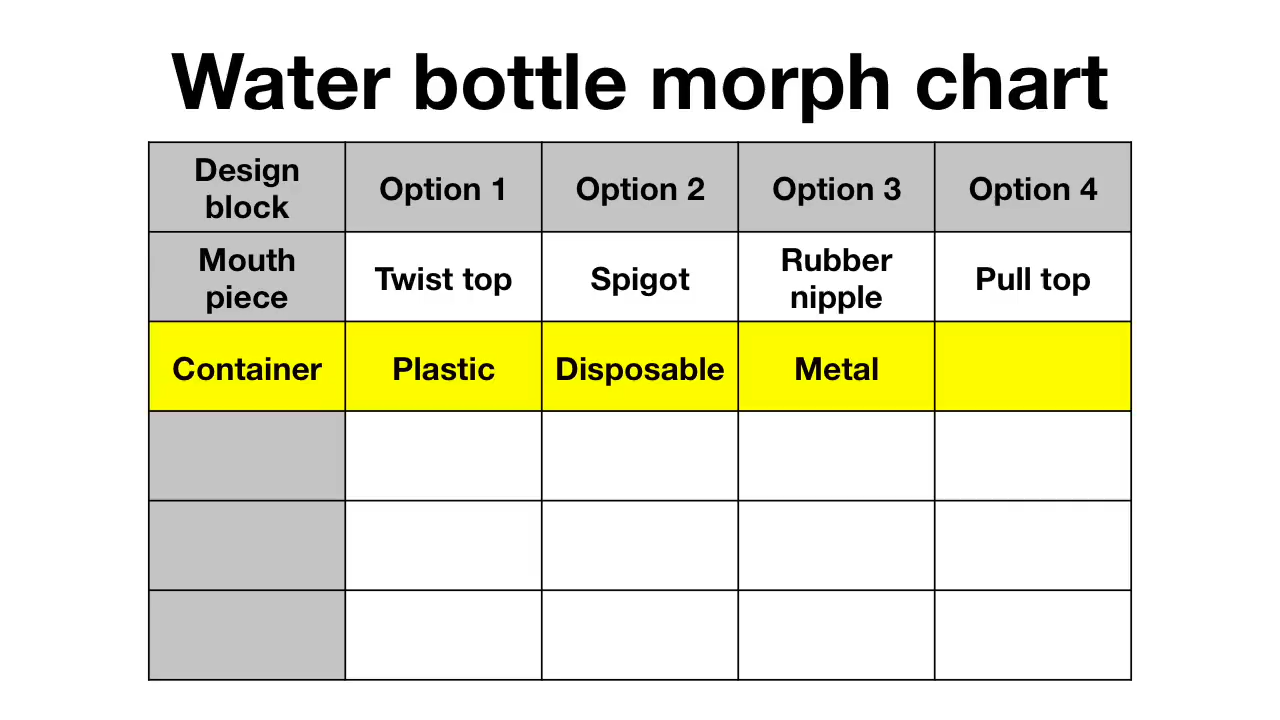 Water bottle morph chart
Design
block
Option 1
Option 2
Option 3
Option 4
Mouth
piece
Twist top
Spigot
Rubber
nipple
Pull top
Container
Plastic
Disposable
Metal